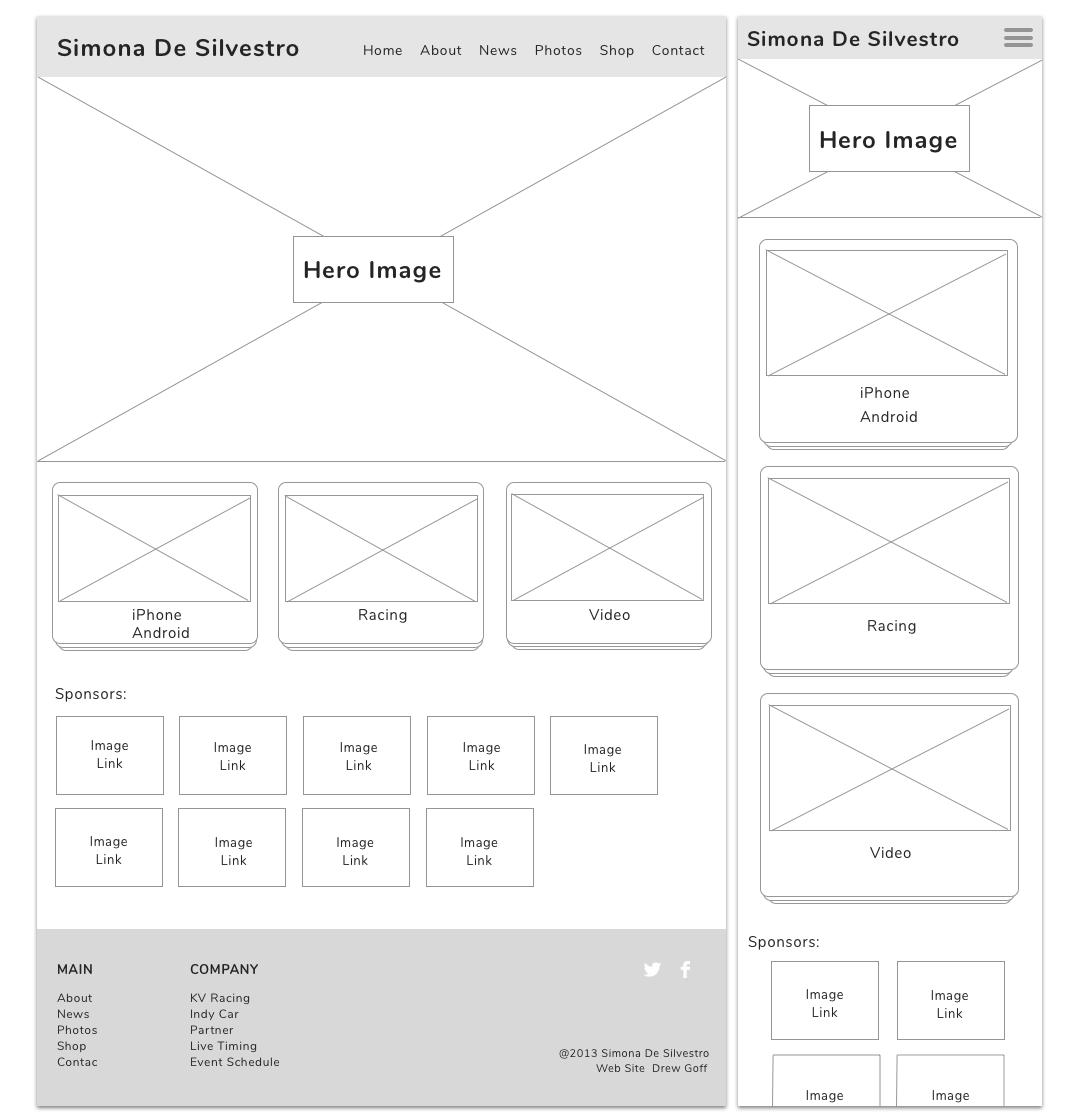 Simona De Silvestro
Home About News Photos Shop Contact
Hero Image
iPhone
Android
Racing
Video
Sponsors:
Image
Link
Image
Link
Image
Link
Image
Link
Image
Link
Image
Link
Image
Link
Image
Link
Image
Link
MAIN
About
News
Photos
Shop
Contac
COMPANY
KV Racing
Indy Car
Partner
Live Timing
Event Schedule
@2013 Simona De Silvestro
Web Site Drew Goff
Simona De Silvestro
Hero Image
iPhone
Android
Racing
Video
Sponsors:
Image
Link
Image
Link
Image
Image